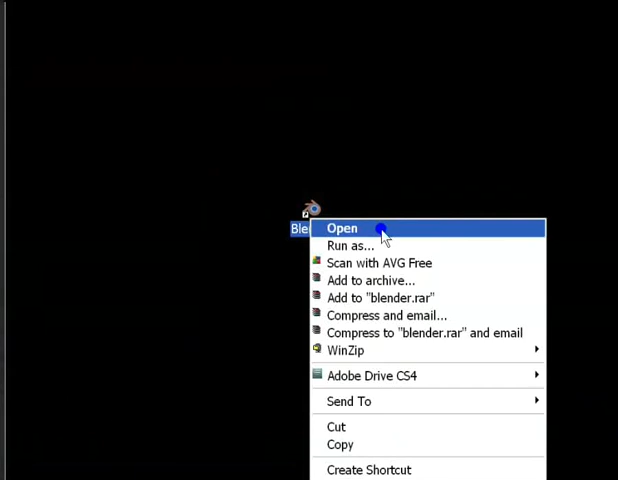 Ble
Open
Run as...
Scan with AVG Free
Add to archive...
Add to "blender.rar"
Compress and email...
Compress to "blender.rar" and email
WinZip
Adobe Drive CS4
Send To
Cut
Copy
Create Shortcut